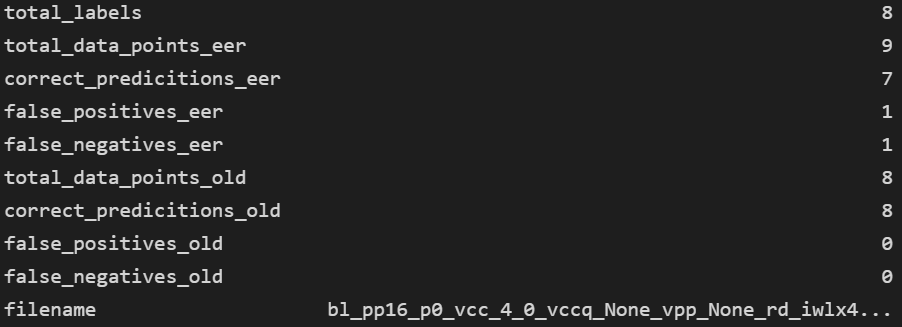 total_labels 8
total_data_points_eer 9
correct_predicitions_eer 7
false_positives_eer 1
false_negatives_eer 1
total_data_points_old 8
correct_predicitions_old 8
false_positives_old 0
false_negatives_old 0
filename bl_pp16_p0_vcc_4_0_vccq_None_vpp_None_rd_iwlx4...